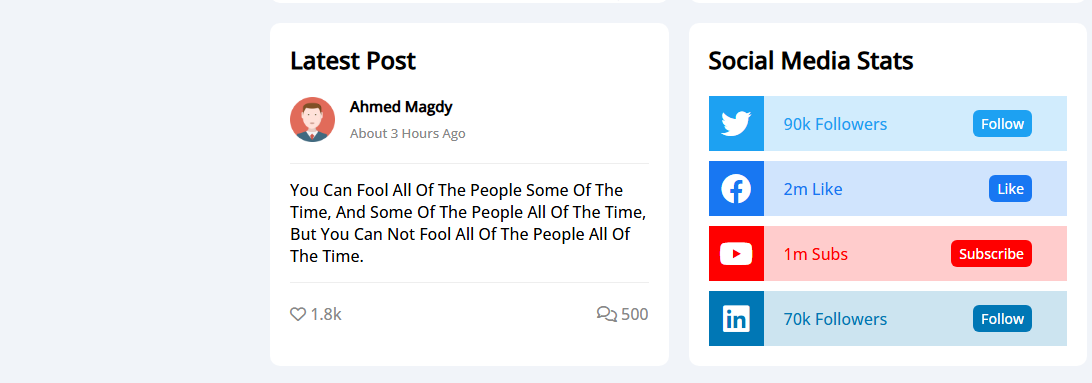 Latest Post
Ahmed Magdy
About 3 Hours Ago
You Can Fool All Of The People Some Of The
Time, And Some Of The People All Of The Time,
But You Can Not Fool All Of The People All Of
The Time.
1.8k
500
Social Media Stats
90k Followers
Follow
2m Like
Like
1m Subs
Subscribe
70k Followers
Follow